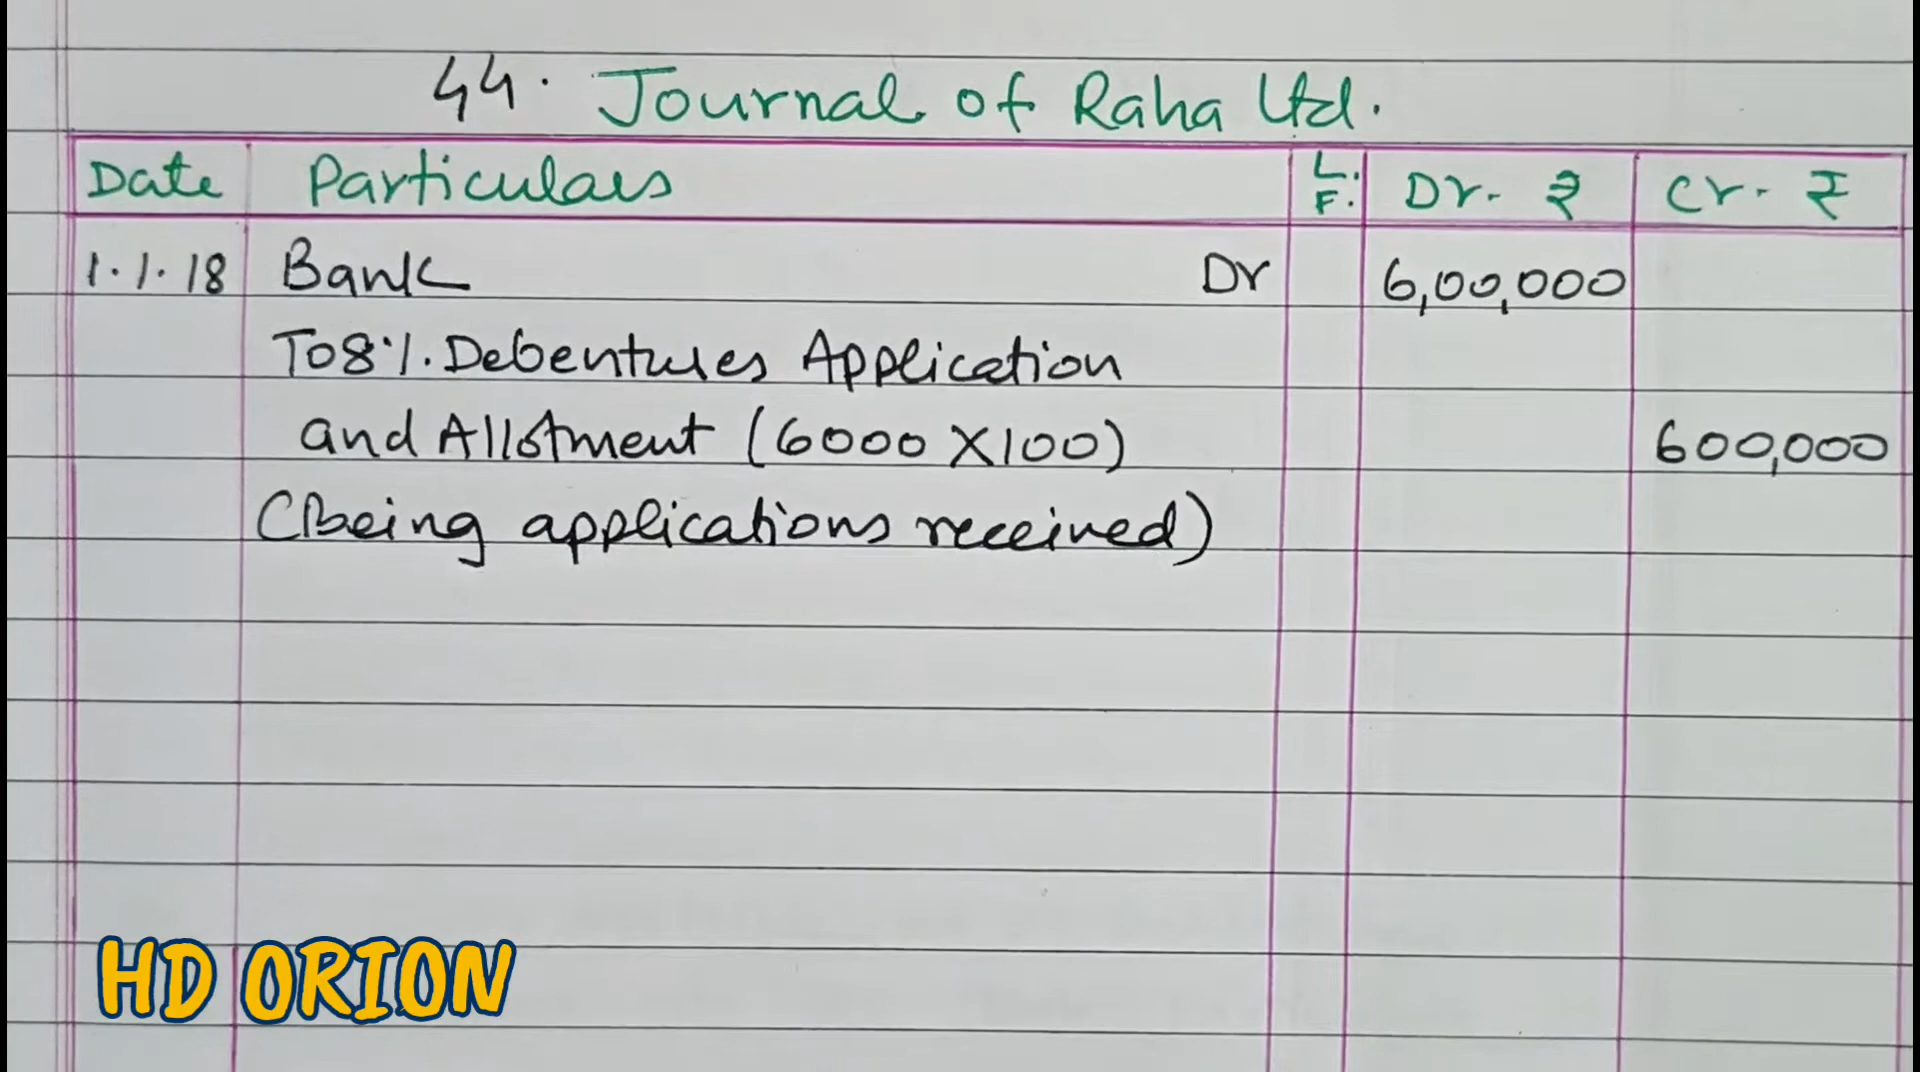 44. Journal of Raha Ltd.
Date Particulars L.F. Dr. ₹ Cr. ₹
1.1.18 Bank Dr 6,00,000
To 8%. Debentures Application
and Allotment (6000 X 100) 600,000
(Being applications received)
HD ORION